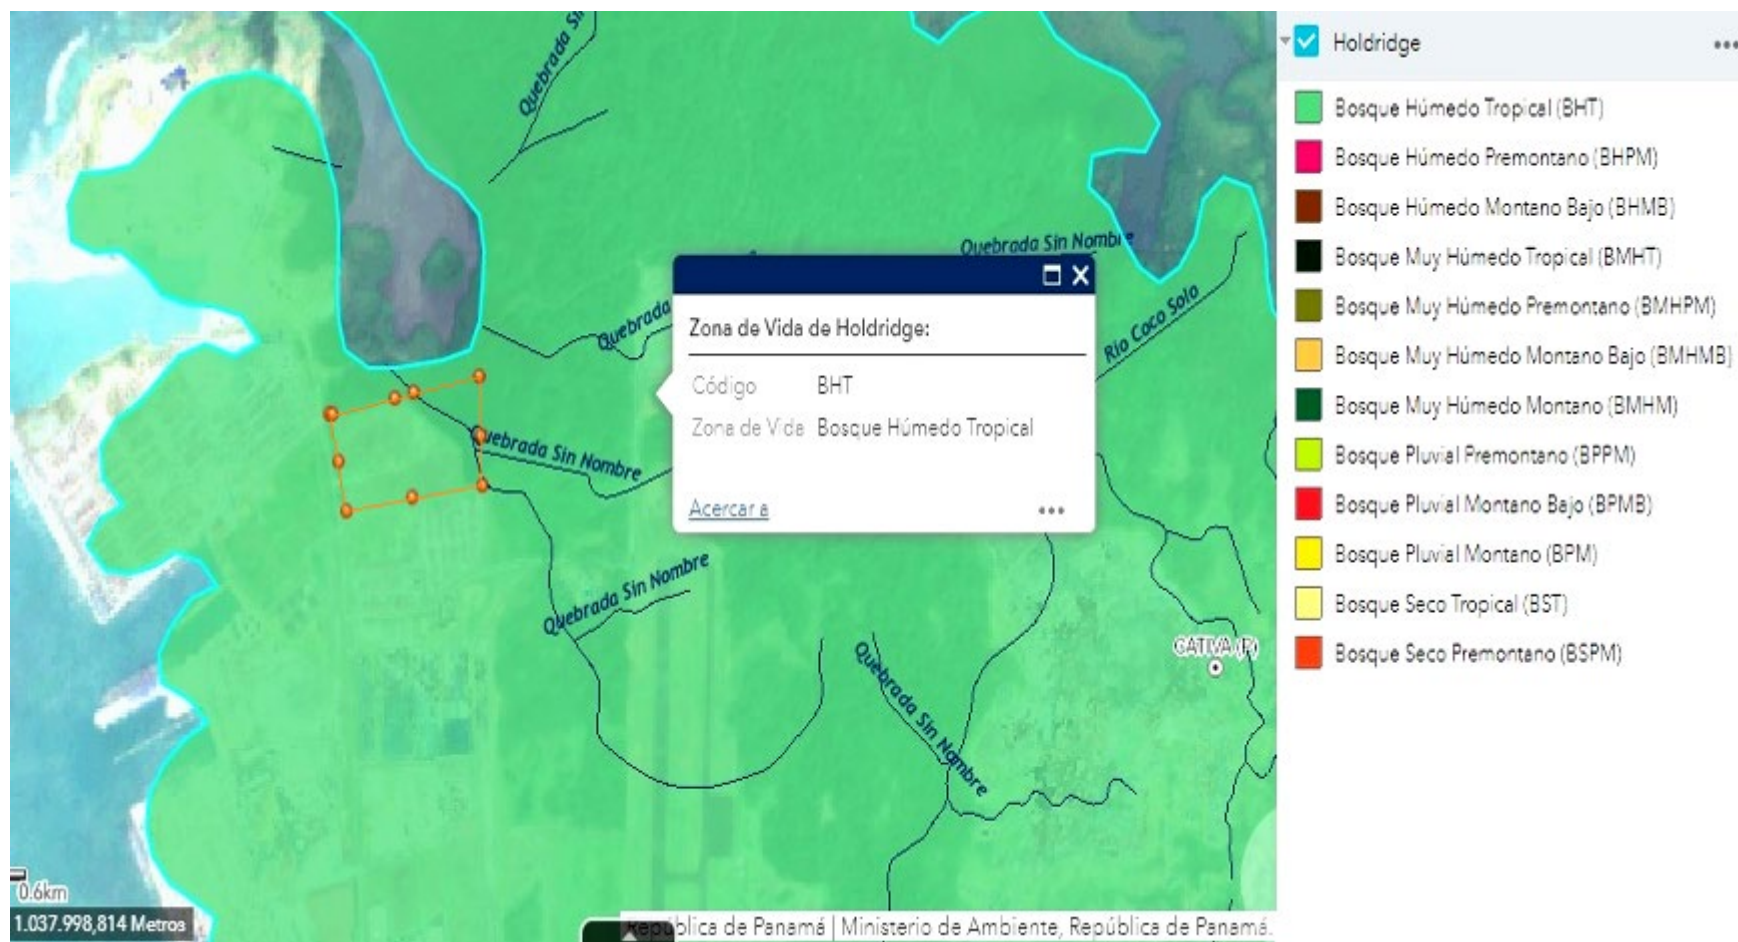 Quebrada Si
Quebrada Sin Nombre
Quebrada
Río Coco Solo
Quebrada Sin Nombre
Quebrada Sin Nombre
Quebrada Sin Nombre
CATIVA (P)
Zona de Vida de Holdridge:
Código BHT
Zona de Vida Bosque Húmedo Tropical
Acercar a
0.6km
1.037.998,814 Metros
República de Panamá | Ministerio de Ambiente, República de Panamá.
Holdridge
Bosque Húmedo Tropical (BHT)
Bosque Húmedo Premontano (BHPM)
Bosque Húmedo Montano Bajo (BHMB)
Bosque Muy Húmedo Tropical (BMHT)
Bosque Muy Húmedo Premontano (BMHPM)
Bosque Muy Húmedo Montano Bajo (BMHMB)
Bosque Muy Húmedo Montano (BMHM)
Bosque Pluvial Premontano (BPPM)
Bosque Pluvial Montano Bajo (BPMB)
Bosque Pluvial Montano (BPM)
Bosque Seco Tropical (BST)
Bosque Seco Premontano (BSPM)